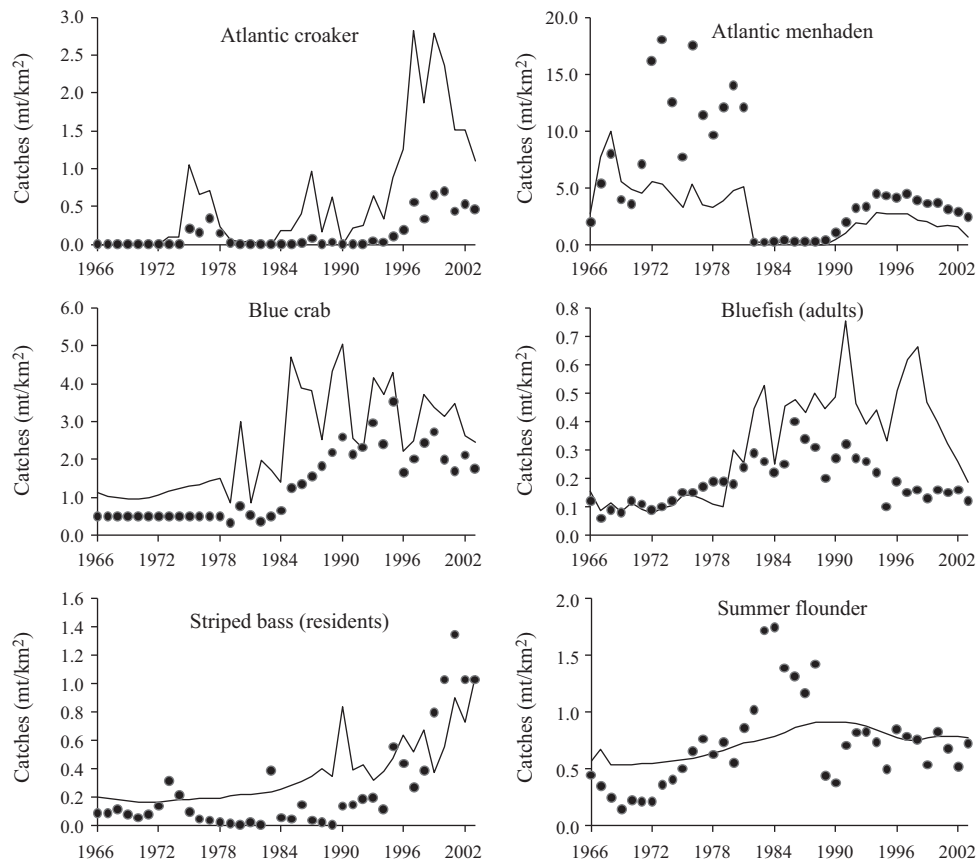 Atlantic croaker
Catches (mt/km²)
3.0
2.5
2.0
1.5
1.0
0.5
0.0
1966 1972 1978 1984 1990 1996 2002
Atlantic menhaden
Catches (mt/km²)
20.0
15.0
10.0
5.0
0.0
1966 1972 1978 1984 1990 1996 2002
Blue crab
Catches (mt/km²)
6.0
5.0
4.0
3.0
2.0
1.0
0.0
1966 1972 1978 1984 1990 1996 2002
Bluefish (adults)
Catches (mt/km²)
0.8
0.7
0.6
0.5
0.4
0.3
0.2
0.1
0.0
1966 1972 1978 1984 1990 1996 2002
Striped bass (residents)
Catches (mt/km²)
1.6
1.4
1.2
1.0
0.8
0.6
0.4
0.2
0.0
1966 1972 1978 1984 1990 1996 2002
Summer flounder
Catches (mt/km²)
2.0
1.5
1.0
0.5
0.0
1966 1972 1978 1984 1990 1996 2002